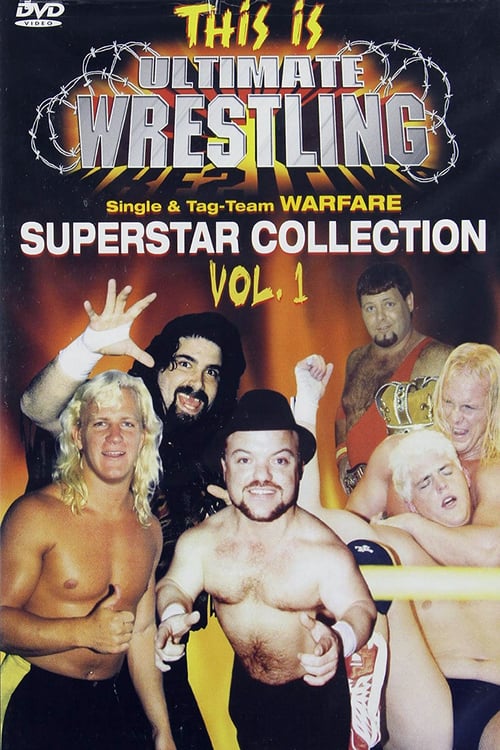 DVD
VIDEO
THIS IS
ULTIMATE
WRESTLING
Single & Tag-Team WARFARE
SUPERSTAR COLLECTION
VOL. 1